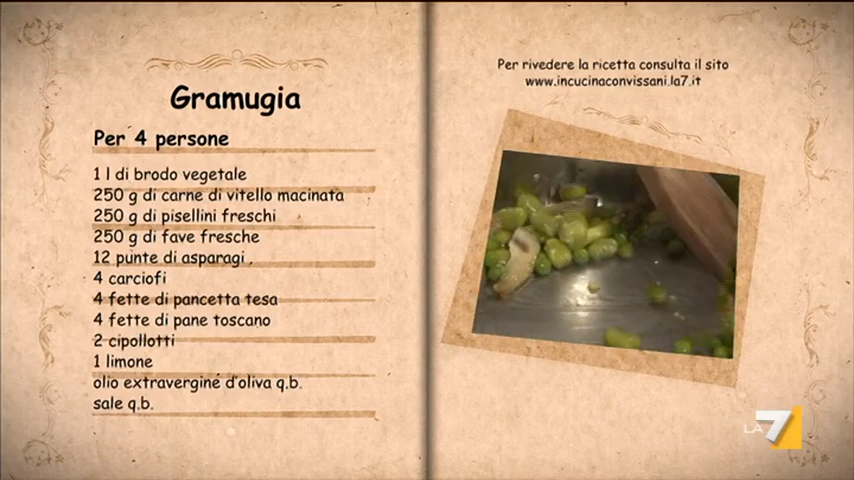 Gramugia
Per 4 persone
1 l di brodo vegetale
250 g di carne di vitello macinata
250 g di pisellini freschi
250 g di fave fresche
12 punte di asparagi
4 carciofi
4 fette di pancetta tesa
4 fette di pane toscano
2 cipollotti
1 limone
olio extravergine d'oliva q.b.
sale q.b.
Per rivedere la ricetta consulta il sito
www.incucinaconvissani.la7.it
LA7